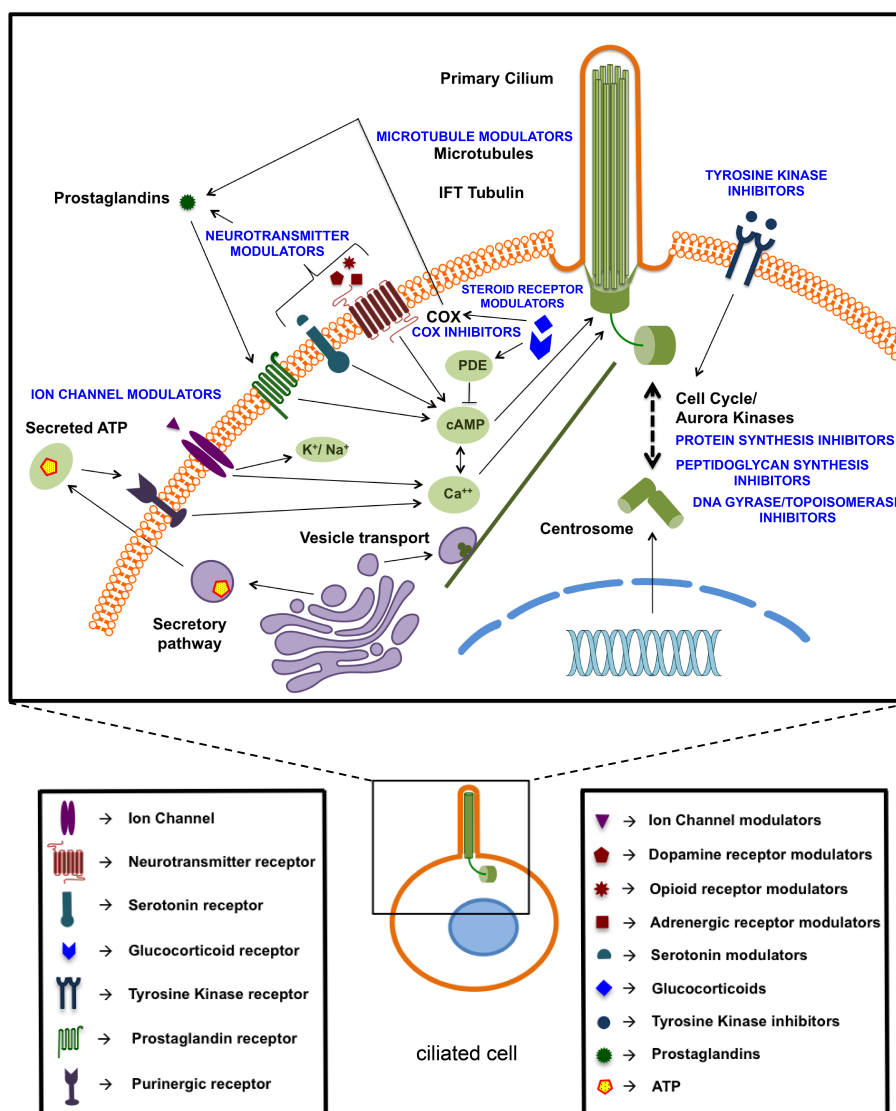 Primary Cilium
MICROTUBULE MODULATORS
Microtubules
IFT Tubulin
TYROSINE KINASE
INHIBITORS
Prostaglandins
NEUROTRANSMITTER
MODULATORS
STEROID RECEPTOR
MODULATORS
COX
COX INHIBITORS
PDE
ION CHANNEL MODULATORS
Secreted ATP
K+/ Na+
cAMP
Ca++
Cell Cycle/
Aurora Kinases
PROTEIN SYNTHESIS INHIBITORS
PEPTIDOGLYCAN SYNTHESIS
INHIBITORS
DNA GYRASE/TOPOISOMERASE
INHIBITORS
Centrosome
Vesicle transport
Secretory
pathway
Ion Channel
Neurotransmitter receptor
Serotonin receptor
Glucocorticoid receptor
Tyrosine Kinase receptor
Prostaglandin receptor
Purinergic receptor
ciliated cell
Ion Channel modulators
Dopamine receptor modulators
Opioid receptor modulators
Adrenergic receptor modulators
Serotonin modulators
Glucocorticoids
Tyrosine Kinase inhibitors
Prostaglandins
ATP